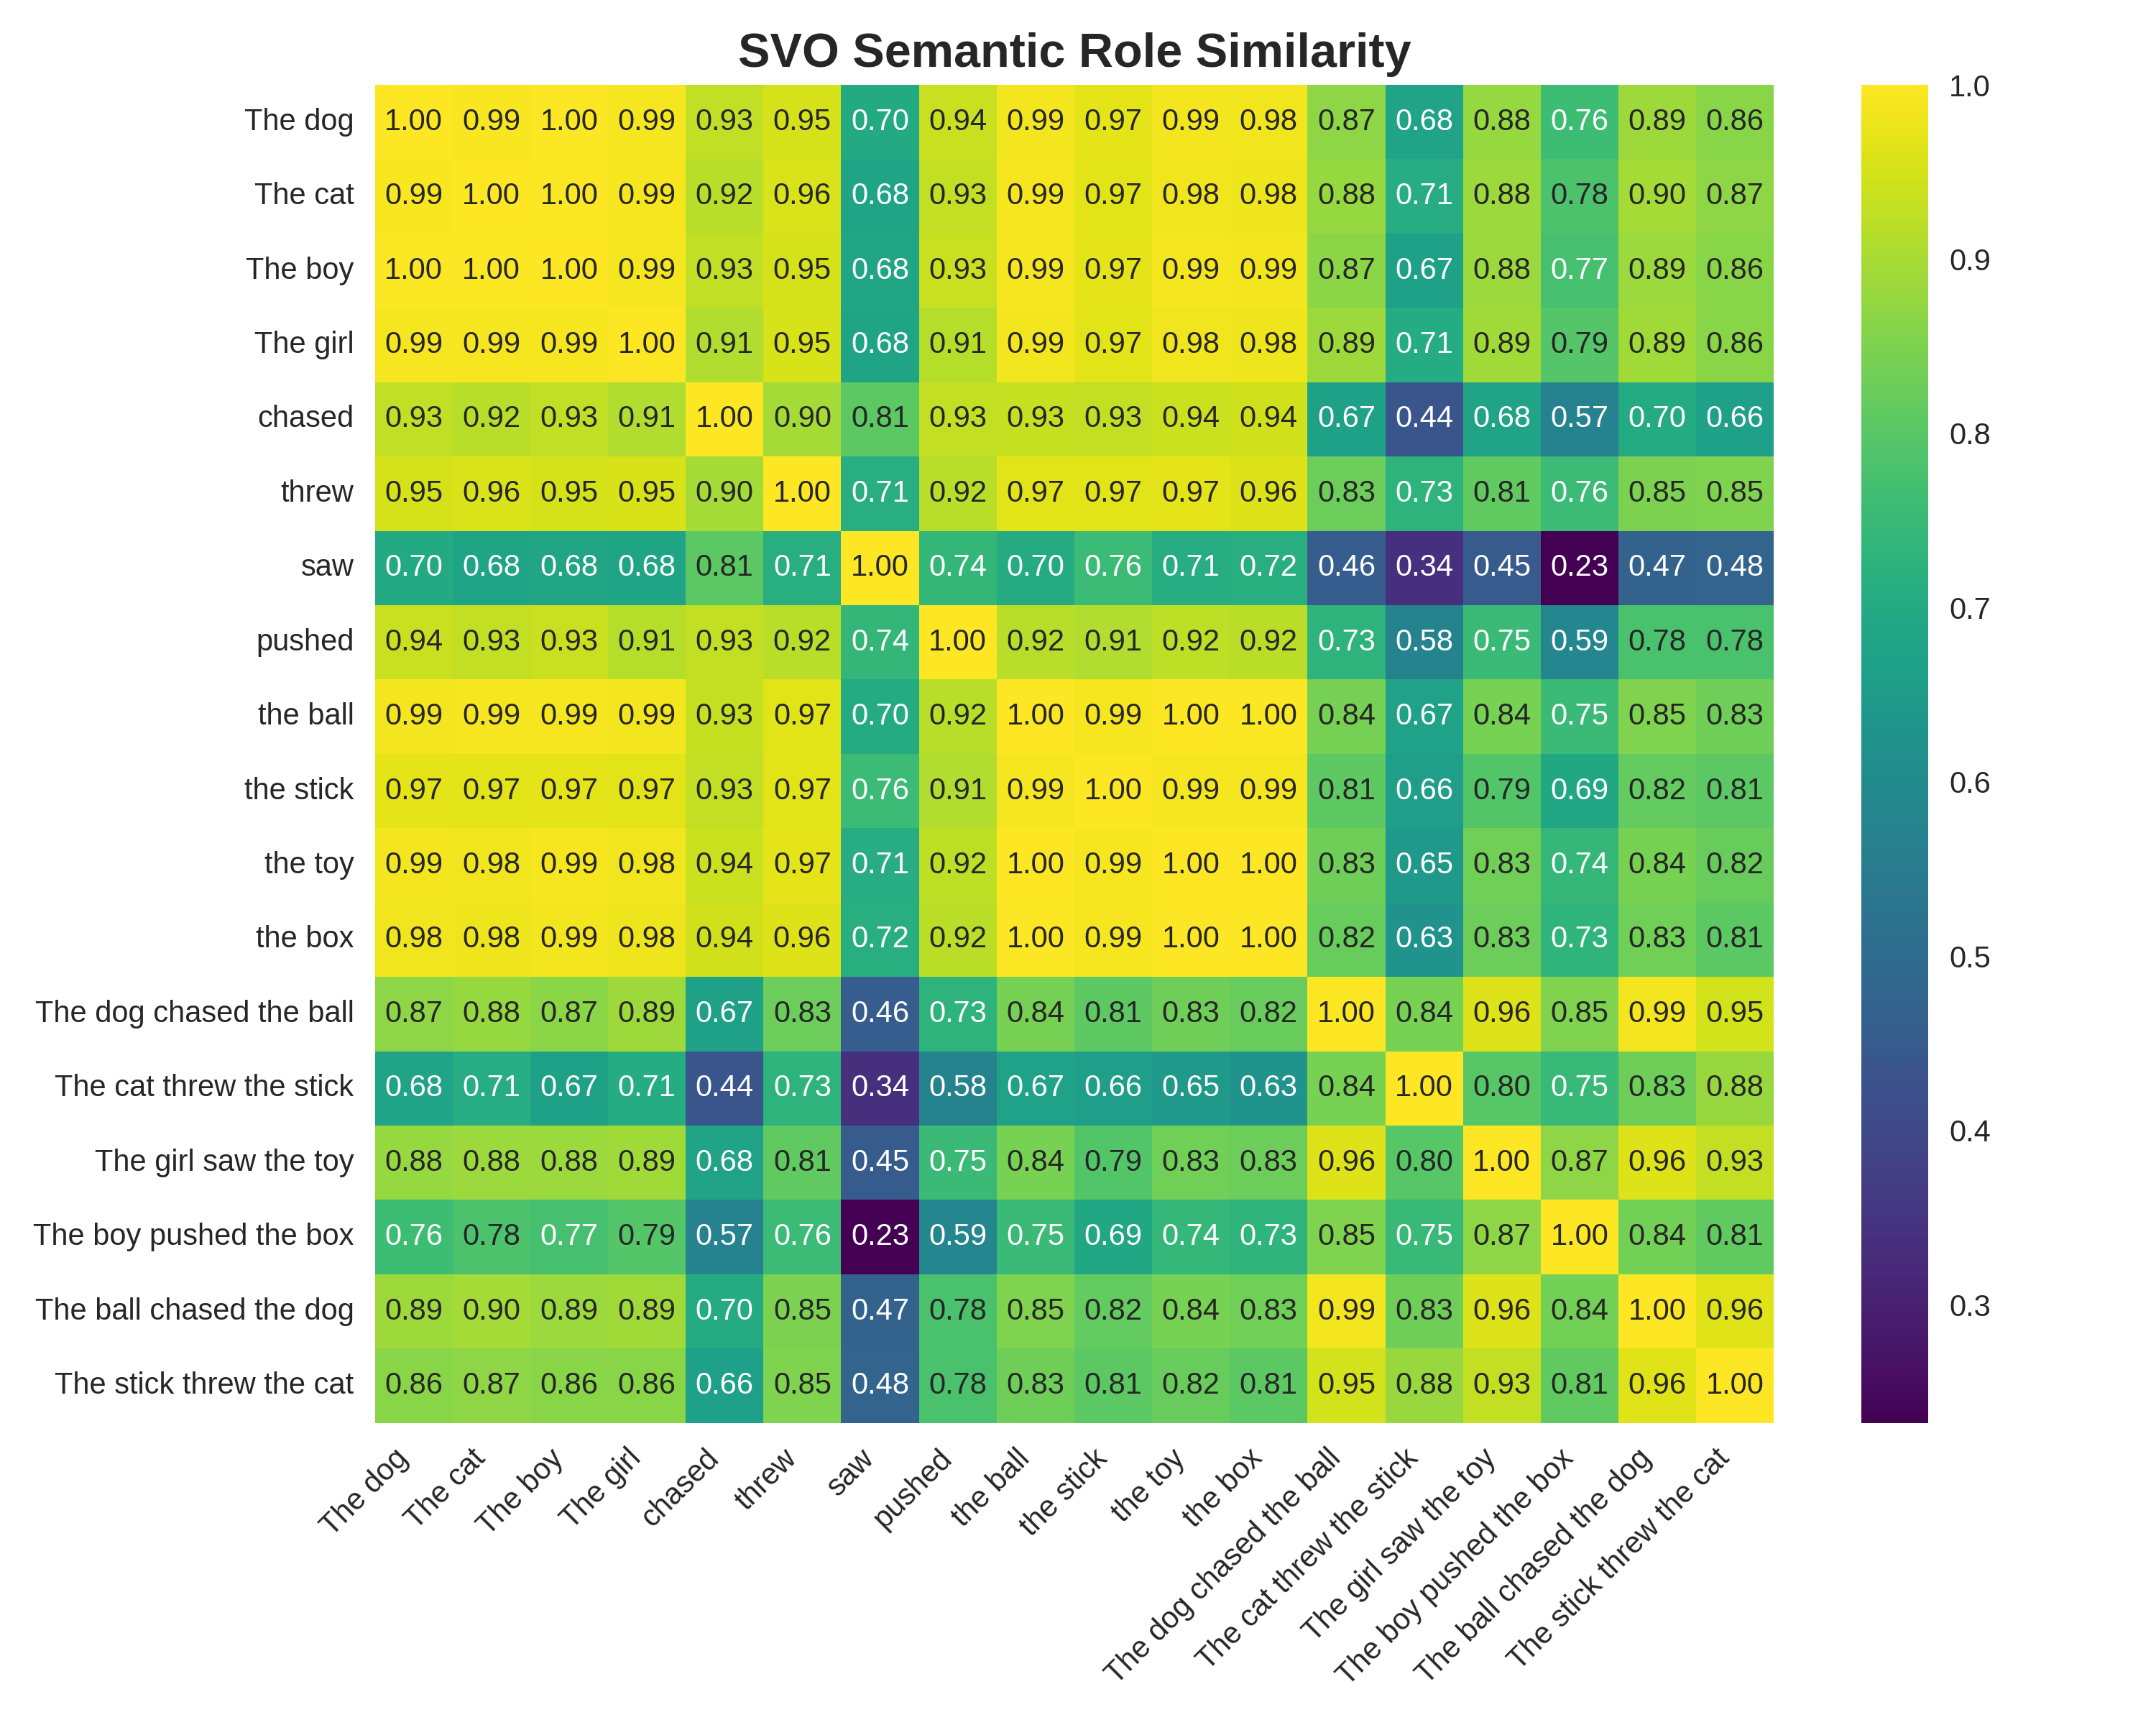 SVO Semantic Role Similarity
The dog 1.00 0.99 1.00 0.99 0.93 0.95 0.70 0.94 0.99 0.97 0.99 0.98 0.87 0.68 0.88 0.76 0.89 0.86
The cat 0.99 1.00 1.00 0.99 0.92 0.96 0.68 0.93 0.99 0.97 0.98 0.98 0.88 0.71 0.88 0.78 0.90 0.87
The boy 1.00 1.00 1.00 0.99 0.93 0.95 0.68 0.93 0.99 0.97 0.99 0.99 0.87 0.67 0.88 0.77 0.89 0.86
The girl 0.99 0.99 0.99 1.00 0.91 0.95 0.68 0.91 0.99 0.97 0.98 0.98 0.89 0.71 0.89 0.79 0.89 0.86
chased 0.93 0.92 0.93 0.91 1.00 0.90 0.81 0.93 0.93 0.93 0.94 0.94 0.67 0.44 0.68 0.57 0.70 0.66
threw 0.95 0.96 0.95 0.95 0.90 1.00 0.71 0.92 0.97 0.97 0.97 0.96 0.83 0.73 0.81 0.76 0.85 0.85
saw 0.70 0.68 0.68 0.68 0.81 0.71 1.00 0.74 0.70 0.76 0.71 0.72 0.46 0.34 0.45 0.23 0.47 0.48
pushed 0.94 0.93 0.93 0.91 0.93 0.92 0.74 1.00 0.92 0.91 0.92 0.92 0.73 0.58 0.75 0.59 0.78 0.78
the ball 0.99 0.99 0.99 0.99 0.93 0.97 0.70 0.92 1.00 0.99 1.00 1.00 0.84 0.67 0.84 0.75 0.85 0.83
the stick 0.97 0.97 0.97 0.97 0.93 0.97 0.76 0.91 0.99 1.00 0.99 0.99 0.81 0.66 0.79 0.69 0.82 0.81
the toy 0.99 0.98 0.99 0.98 0.94 0.97 0.71 0.92 1.00 0.99 1.00 1.00 0.83 0.65 0.83 0.74 0.84 0.82
the box 0.98 0.98 0.99 0.98 0.94 0.96 0.72 0.92 1.00 0.99 1.00 1.00 0.82 0.63 0.83 0.73 0.83 0.81
The dog chased the ball 0.87 0.88 0.87 0.89 0.67 0.83 0.46 0.73 0.84 0.81 0.83 0.82 1.00 0.84 0.96 0.85 0.99 0.95
The cat threw the stick 0.68 0.71 0.67 0.71 0.44 0.73 0.34 0.58 0.67 0.66 0.65 0.63 0.84 1.00 0.80 0.75 0.83 0.88
The girl saw the toy 0.88 0.88 0.88 0.89 0.68 0.81 0.45 0.75 0.84 0.79 0.83 0.83 0.96 0.80 1.00 0.87 0.96 0.93
The boy pushed the box 0.76 0.78 0.77 0.79 0.57 0.76 0.23 0.59 0.75 0.69 0.74 0.73 0.85 0.75 0.87 1.00 0.84 0.81
The ball chased the dog 0.89 0.90 0.89 0.89 0.70 0.85 0.47 0.78 0.85 0.82 0.84 0.83 0.99 0.83 0.96 0.84 1.00 0.96
The stick threw the cat 0.86 0.87 0.86 0.86 0.66 0.85 0.48 0.78 0.83 0.81 0.82 0.81 0.95 0.88 0.93 0.81 0.96 1.00
The dog
The cat
The boy
The girl
chased
threw
saw
pushed
the ball
the stick
the toy
the box
The dog chased the ball
The cat threw the stick
The girl saw the toy
The boy pushed the box
The ball chased the dog
The stick threw the cat
1.0
0.9
0.8
0.7
0.6
0.5
0.4
0.3